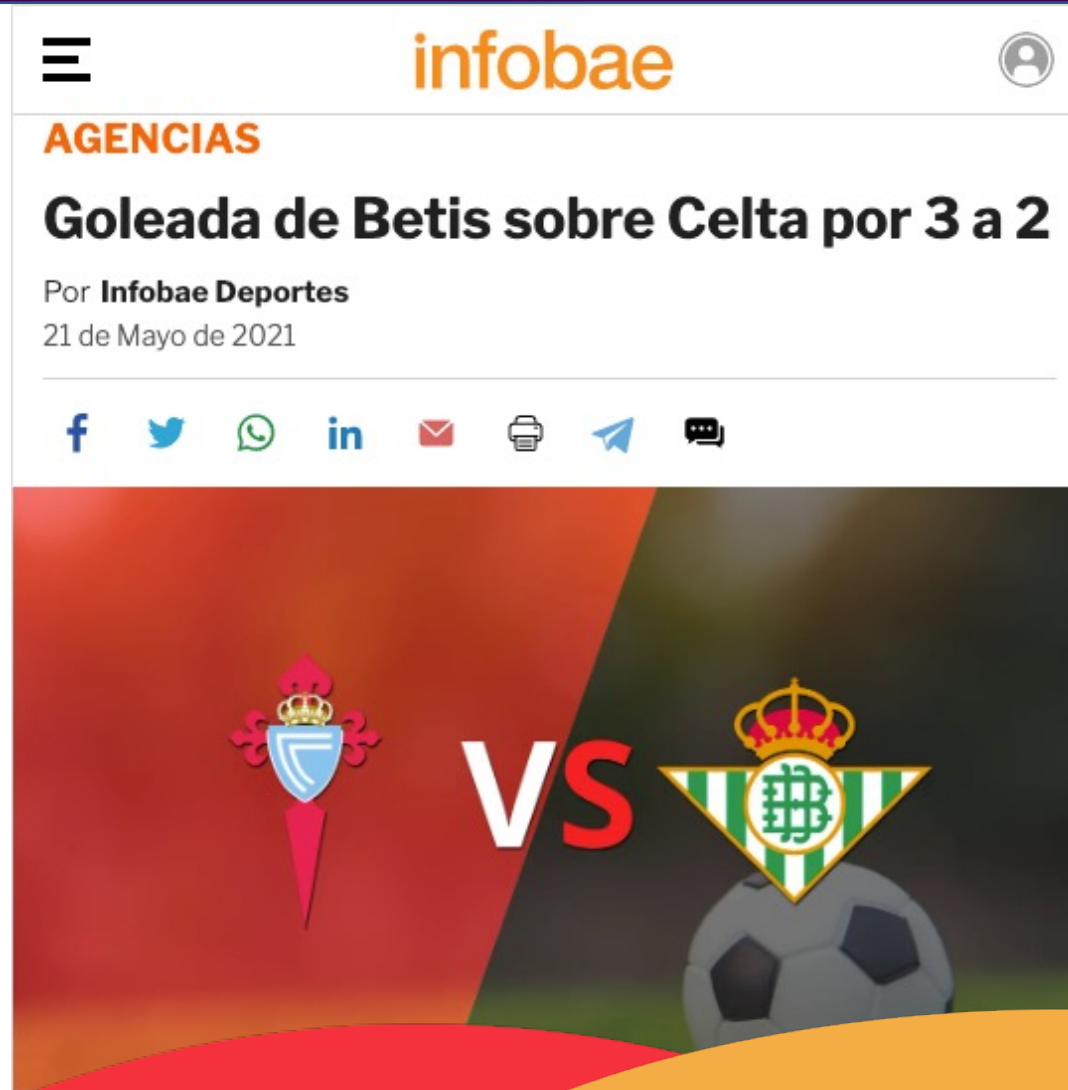 infobae
AGENCIAS
Goleada de Betis sobre Celta por 3 a 2
Por Infobae Deportes
21 de Mayo de 2021
f in
VS